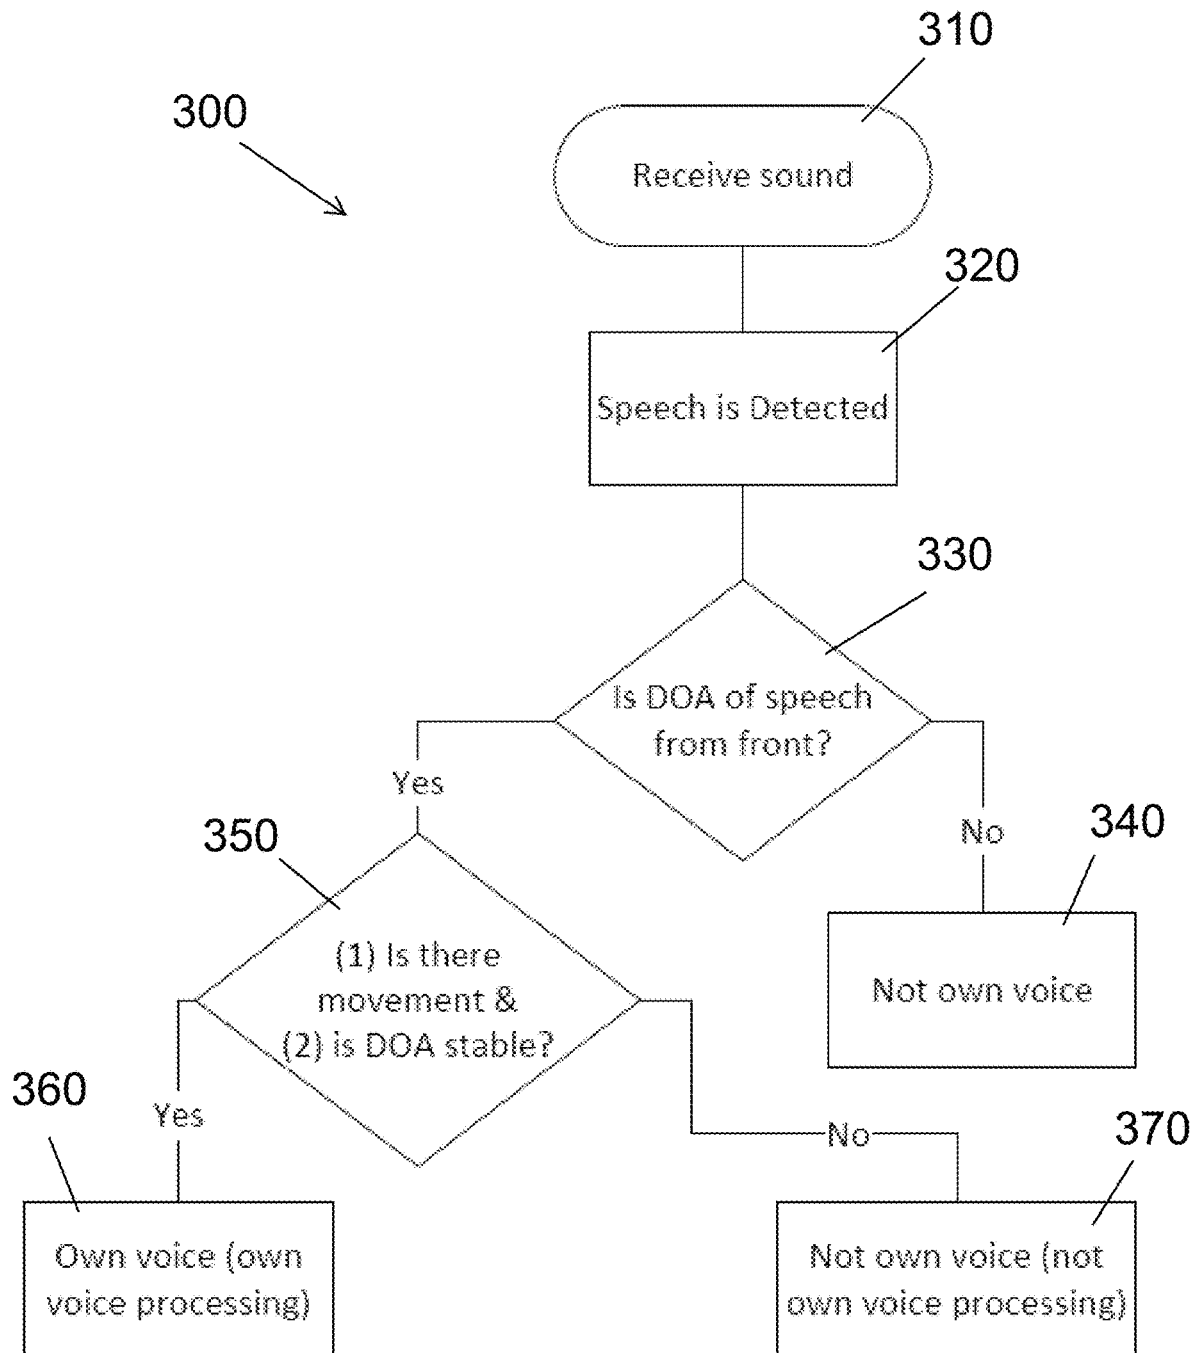 310
300
Receive sound
320
Speech is Detected
330
Is DOA of speech
from front?
Yes
No
350
340
(1) Is there
movement &
(2) is DOA stable?
Not own voice
360
Yes
No
370
Own voice (own
voice processing)
Not own voice (not
own voice processing)